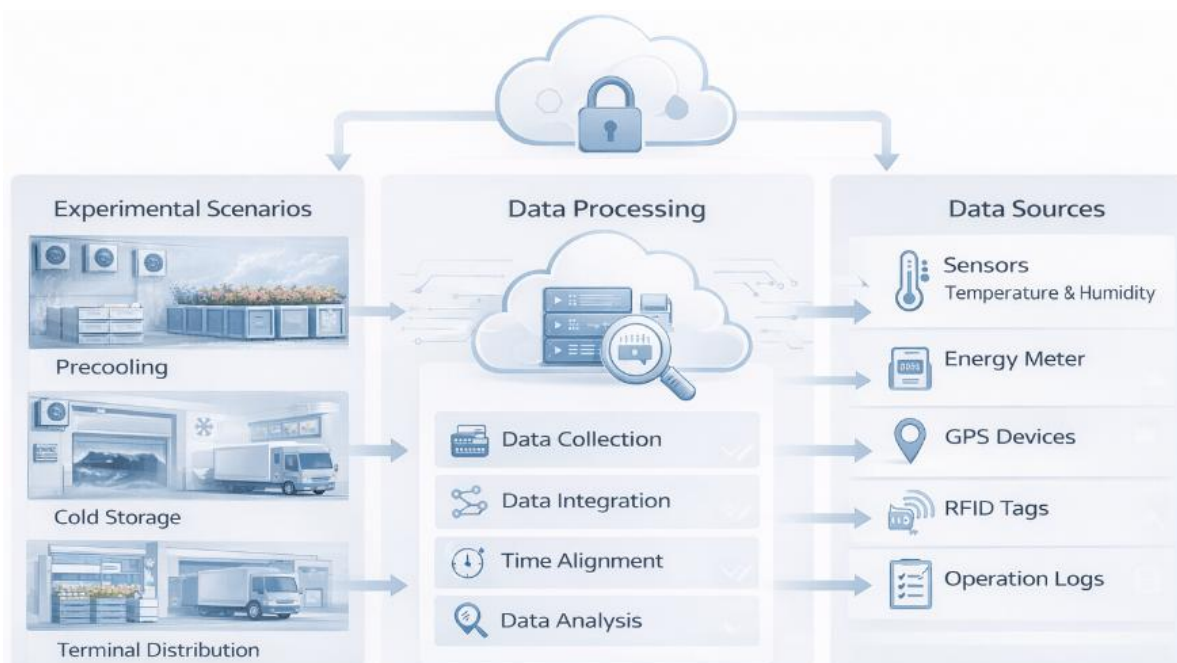 Experimental Scenarios
Precooling
Cold Storage
Terminal Distribution
Data Processing
Data Collection
Data Integration
Time Alignment
Data Analysis
Data Sources
Sensors
Temperature & Humidity
Energy Meter
GPS Devices
RFID Tags
Operation Logs